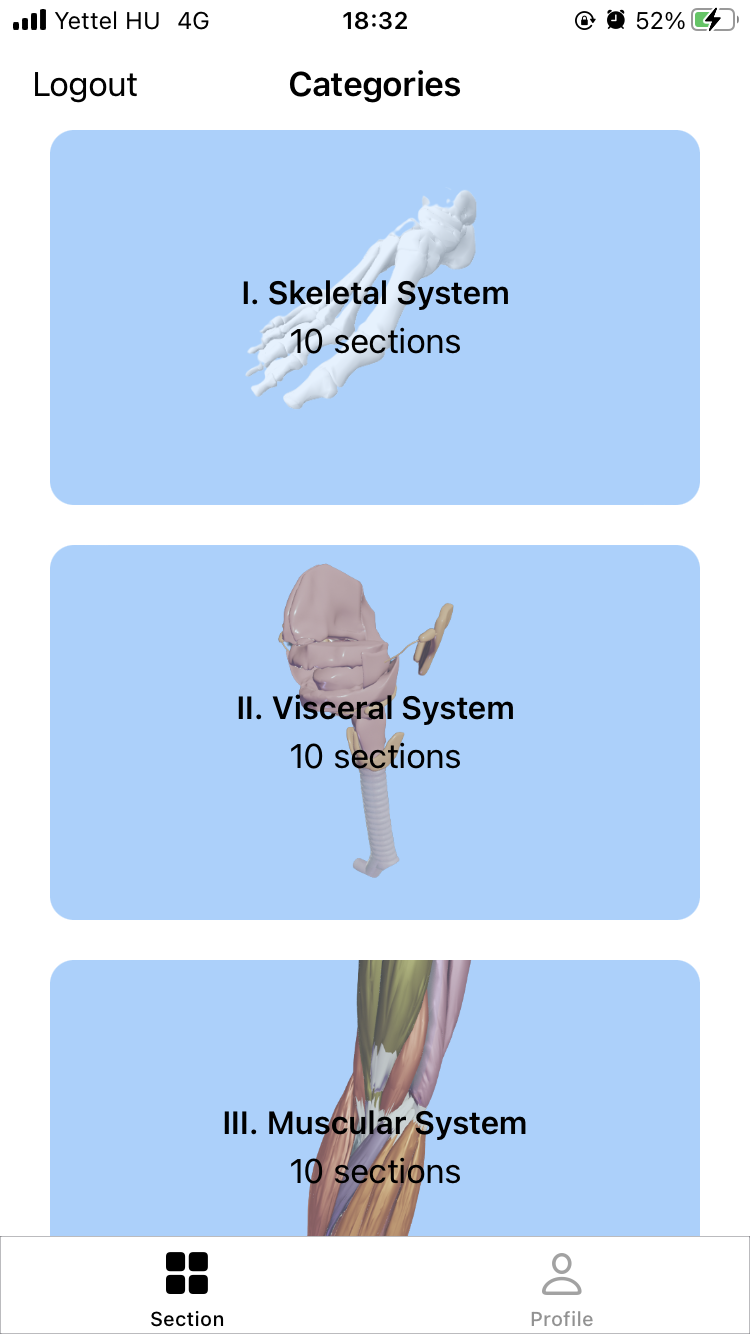 Yettel HU 4G 18:32 52%
Logout Categories
I. Skeletal System
10 sections
II. Visceral System
10 sections
III. Muscular System
10 sections
Section Profile